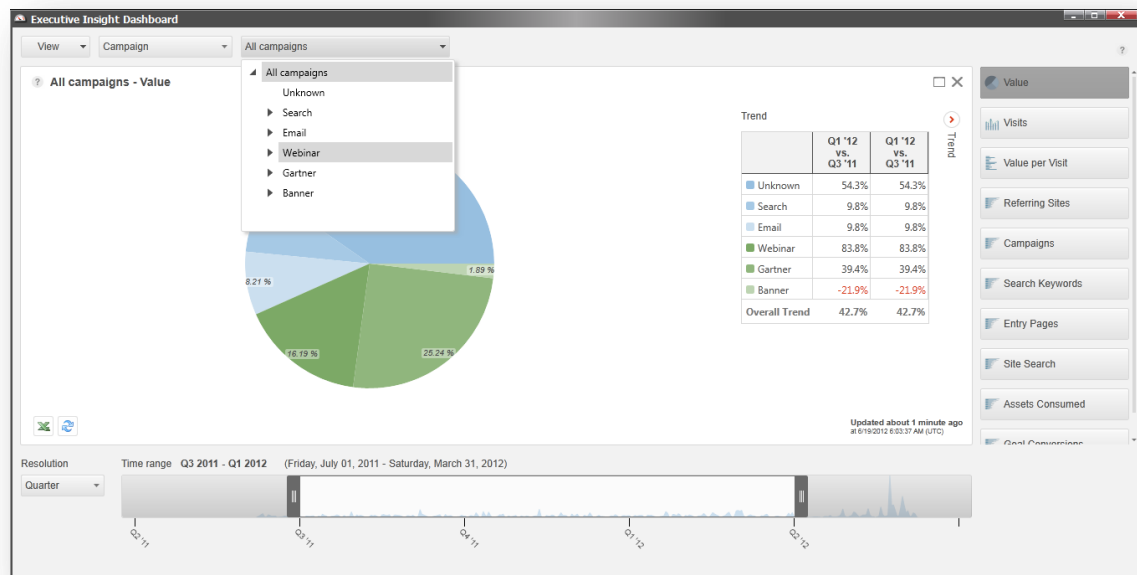 Executive Insight Dashboard
View
Campaign
All campaigns
?
All campaigns
Unknown
Search
Email
Webinar
Gartner
Banner
? All campaigns - Value
Trend
Trend
Q1 '12 vs. Q3 '11
Q1 '12 vs. Q3 '11
Unknown 54.3% 54.3%
Search 9.8% 9.8%
Email 9.8% 9.8%
Webinar 83.8% 83.8%
Gartner 39.4% 39.4%
Banner -21.9% -21.9%
Overall Trend 42.7% 42.7%
1.89 %
8.21 %
16.19 %
25.24 %
Updated about 1 minute ago
at 6/19/2012 6:03:37 AM (UTC)
Value
Visits
Value per Visit
Referring Sites
Campaigns
Search Keywords
Entry Pages
Site Search
Assets Consumed
Goal Conversions
Resolution
Quarter
Time range Q3 2011 - Q1 2012 (Friday, July 01, 2011 - Saturday, March 31, 2012)
Q2 '11
Q3 '11
Q4 '11
Q1 '12
Q2 '12